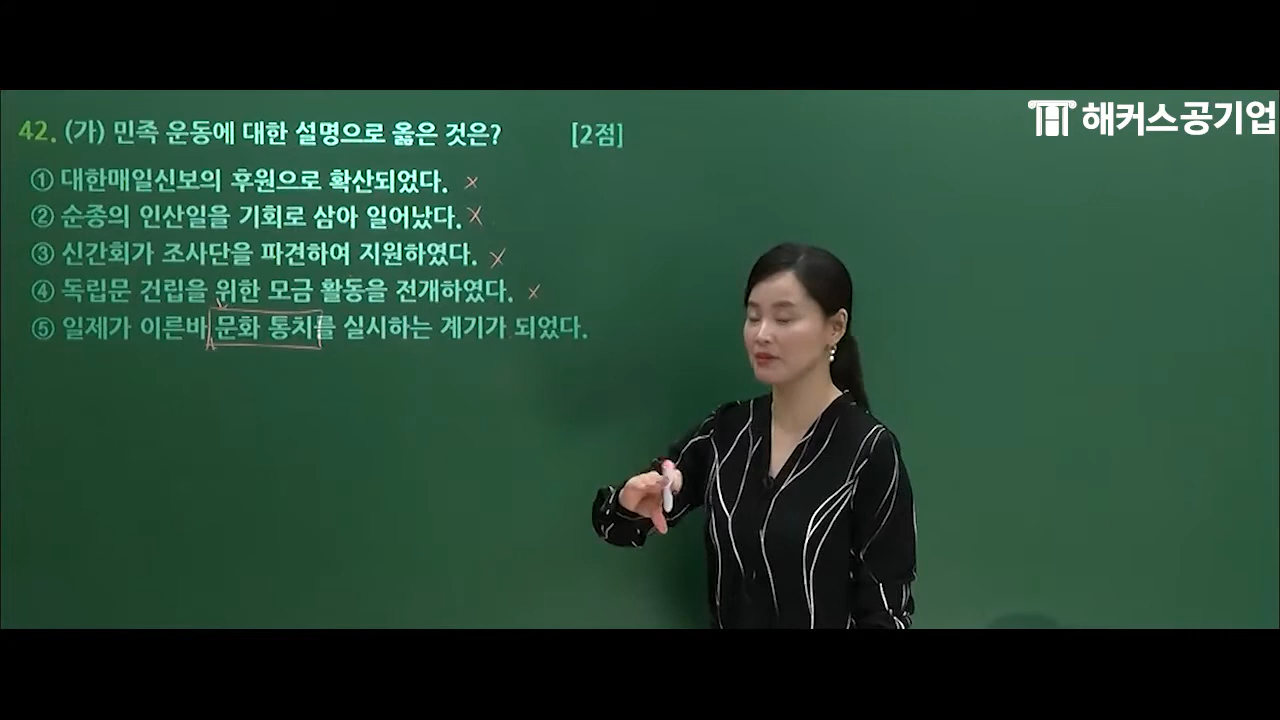 해커스공기업
42. (가) 민족 운동에 대한 설명으로 옳은 것은? [2점]
① 대한매일신보의 후원으로 확산되었다.
② 순종의 인산일을 기회로 삼아 일어났다.
③ 신간회가 조사단을 파견하여 지원하였다.
④ 독립문 건립을 위한 모금 활동을 전개하였다.
⑤ 일제가 이른바 문화 통치를 실시하는 계기가 되었다.